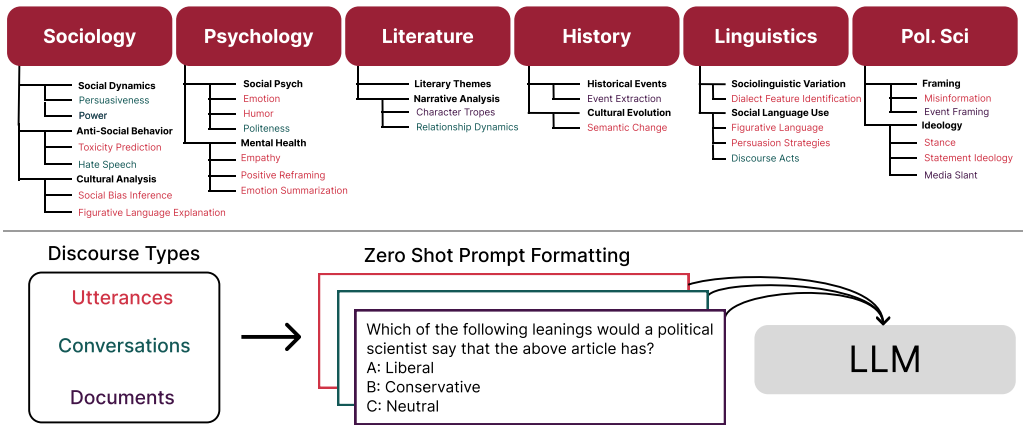 Sociology
Psychology
Literature
History
Linguistics
Pol. Sci
Social Dynamics
Persuasiveness
Power
Anti-Social Behavior
Toxicity Prediction
Hate Speech
Cultural Analysis
Social Bias Inference
Figurative Language Explanation
Social Psych
Emotion
Humor
Politeness
Mental Health
Empathy
Positive Reframing
Emotion Summarization
Literary Themes
Narrative Analysis
Character Tropes
Relationship Dynamics
Historical Events
Event Extraction
Cultural Evolution
Semantic Change
Sociolinguistic Variation
Dialect Feature Identification
Social Language Use
Figurative Language
Persuasion Strategies
Discourse Acts
Framing
Misinformation
Event Framing
Ideology
Stance
Statement Ideology
Media Slant
Discourse Types
Utterances
Conversations
Documents
Zero Shot Prompt Formatting
Which of the following leanings would a political
scientist say that the above article has?
A: Liberal
B: Conservative
C: Neutral
LLM